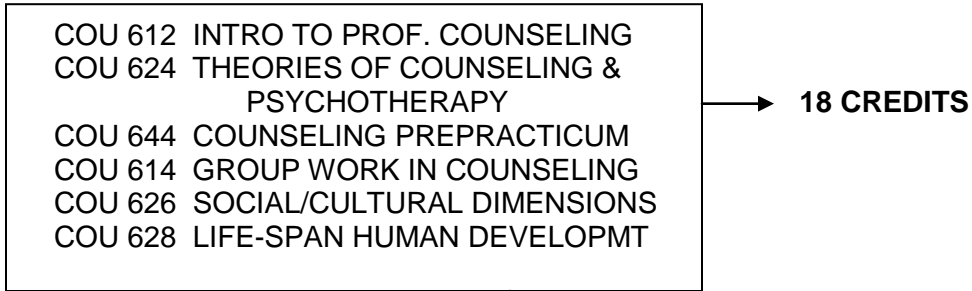 COU 612 INTRO TO PROF. COUNSELING
COU 624 THEORIES OF COUNSELING &
PSYCHOTHERAPY
18 CREDITS
COU 644 COUNSELING PREPRACTICUM
COU 614 GROUP WORK IN COUNSELING
COU 626 SOCIAL/CULTURAL DIMENSIONS
COU 628 LIFE-SPAN HUMAN DEVELOPMT